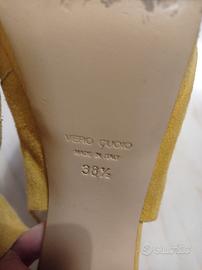 VERO CUOIO
MADE IN ITALY
38½
subito